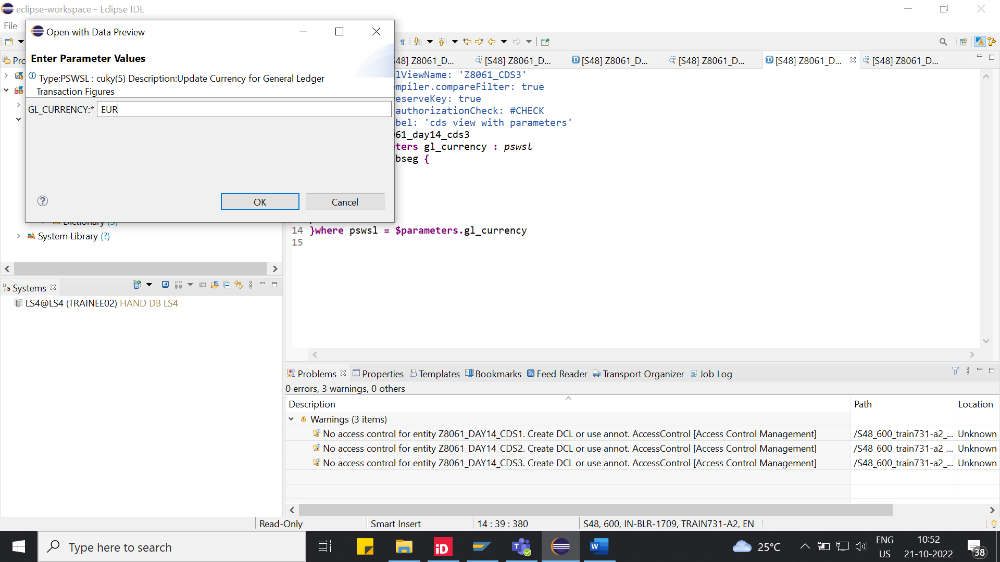 eclipse-workspace - Eclipse IDE
File
Open with Data Preview
Enter Parameter Values
Type:PSWSL : cuky(5) Description:Update Currency for General Ledger
Transaction Figures
GL_CURRENCY:* EUR
OK
Cancel
Pro
48] Z8061_D...
[S48] Z8061_D...
[S48] Z8061_D...
[S48] Z8061_D...
[S48] Z8061_D...
[S48] Z8061_D...
lViewName: 'Z8061_CDS3'
mpiler.compareFilter: true
eserveKey: true
authorizationCheck: #CHECK
bel: 'cds view with parameters'
61_day14_cds3
ters gl_currency : pswsl
bseg {
14 }where pswsl = $parameters.gl_currency
15
Dictionary (3)
System Library (?)
Systems
LS4@LS4 (TRAINEE02) HAND DB LS4
Problems
Properties
Templates
Bookmarks
Feed Reader
Transport Organizer
Job Log
0 errors, 3 warnings, 0 others
Description
Path
Location
Warnings (3 items)
No access control for entity Z8061_DAY14_CDS1. Create DCL or use annot. AccessControl [Access Control Management] /S48_600_train731-a2_... Unknown
No access control for entity Z8061_DAY14_CDS2. Create DCL or use annot. AccessControl [Access Control Management] /S48_600_train731-a2_... Unknown
No access control for entity Z8061_DAY14_CDS3. Create DCL or use annot. AccessControl [Access Control Management] /S48_600_train731-a2_... Unknown
Read-Only
Smart Insert
14 : 39 : 380
S48, 600, IN-BLR-1709, TRAIN731-A2, EN
Type here to search
iD
W
25°C
ENG
US
10:52
21-10-2022
38